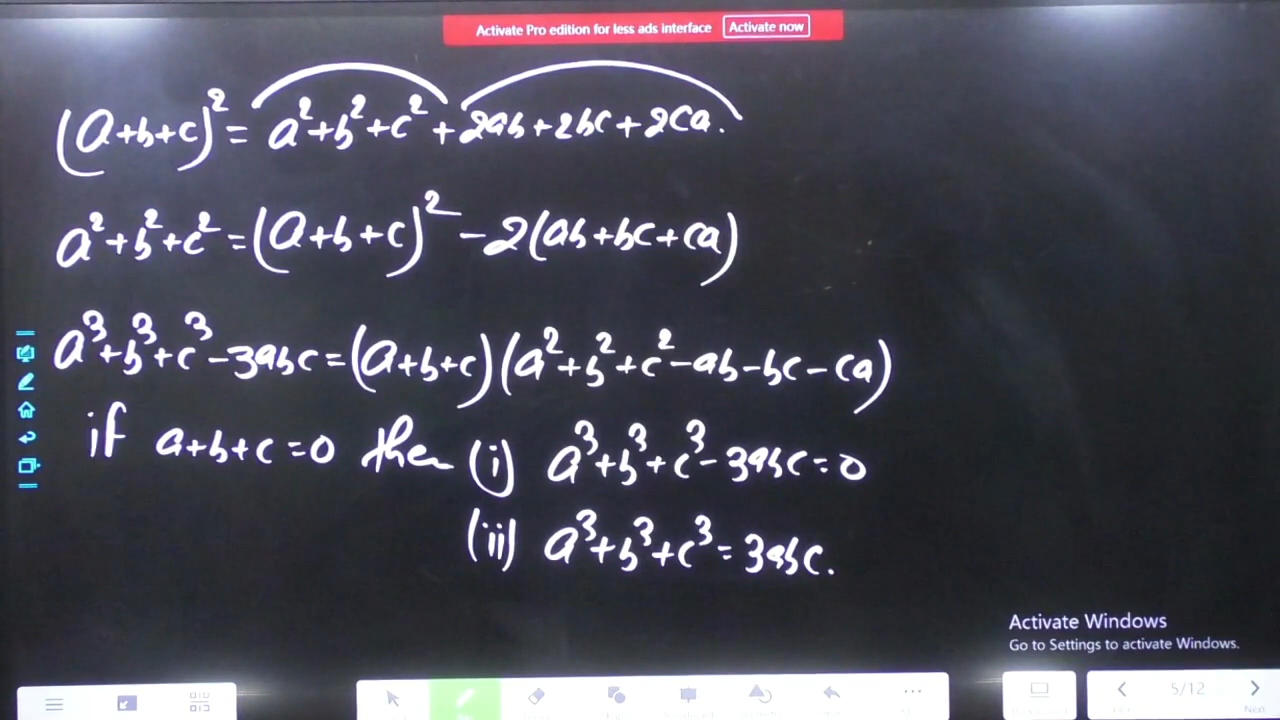 Activate Pro edition for less ads interface Activate now
(a+b+c)² = a²+b²+c²+2ab+2bc+2ca.
a²+b²+c² = (a+b+c)² - 2(ab+bc+ca)
a³+b³+c³-3abc = (a+b+c)(a²+b²+c²-ab-bc-ca)
if a+b+c=0 then (i) a³+b³+c³-3abc=0
(ii) a³+b³+c³=3abc.
Activate Windows
Go to Settings to activate Windows.
5/12
Next